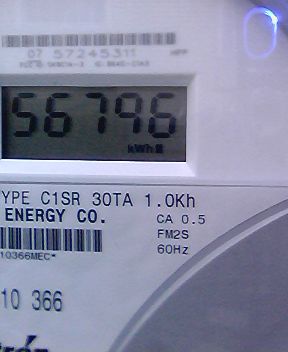 07 57245311
56796
kWh
YPE C1SR 30TA 1.0Kh
ENERGY CO. CA 0.5
FM2S
10366MEC* 60Hz
10 366